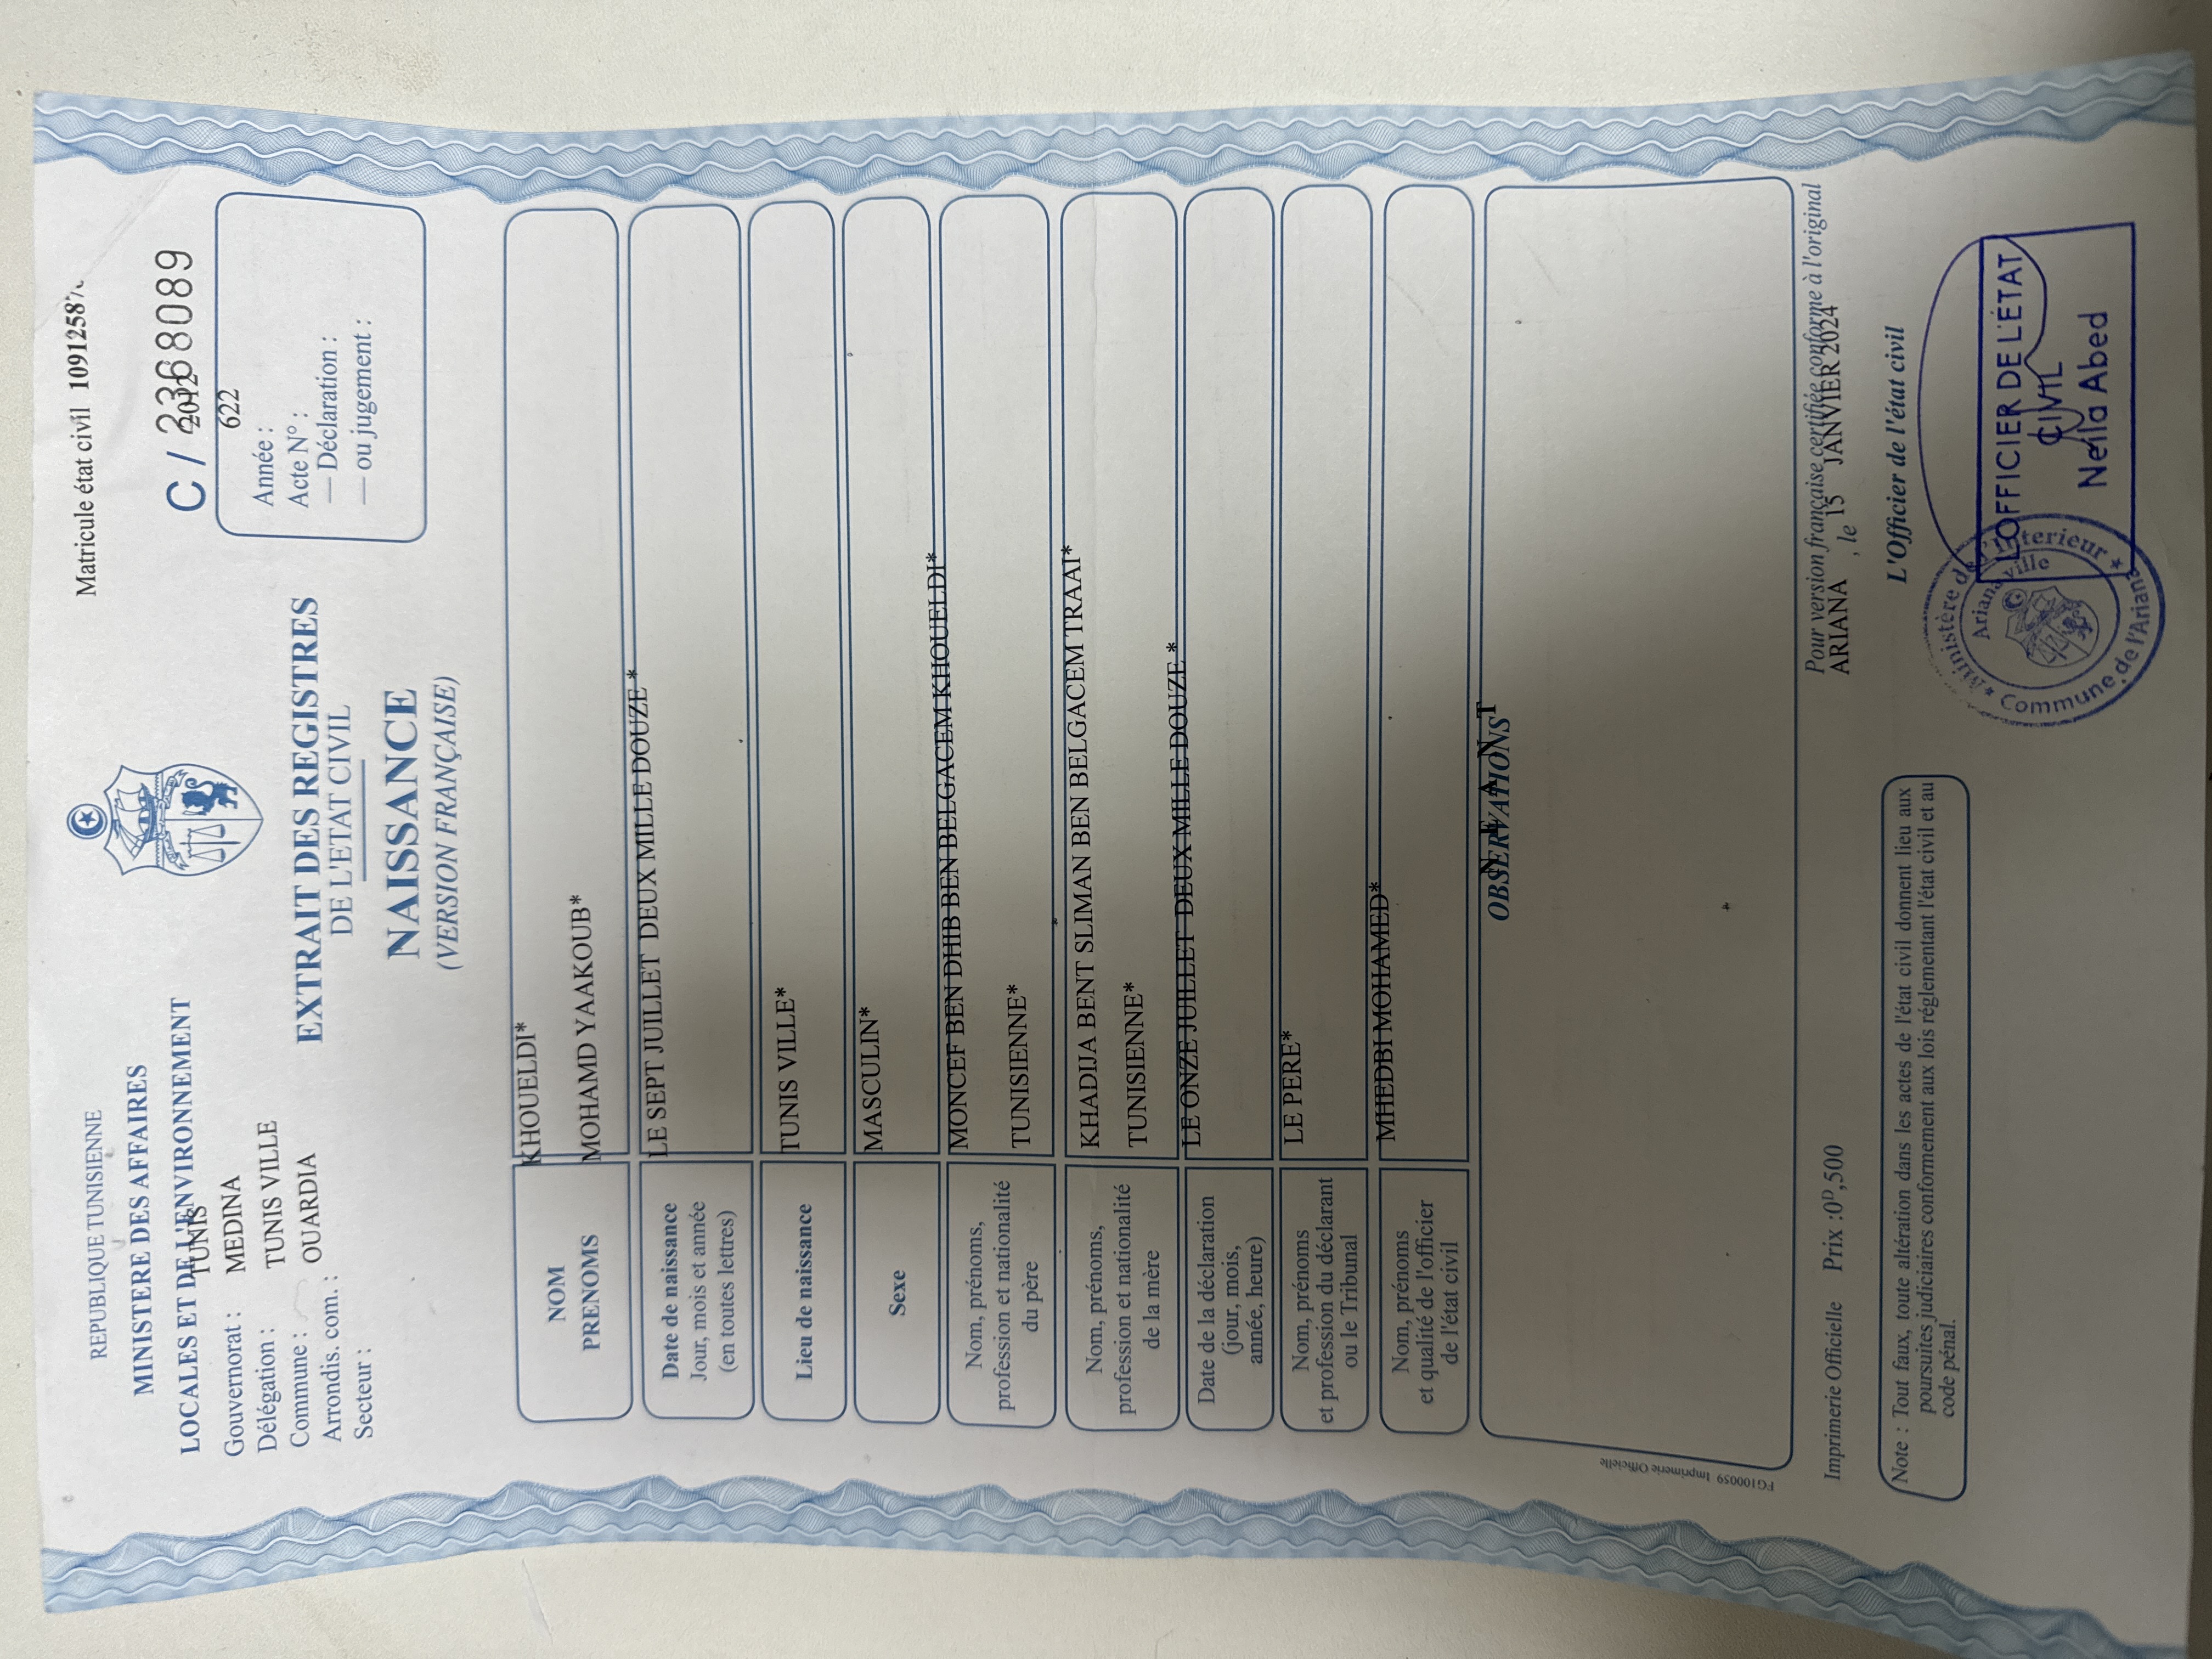 Matricule état civil
REPUBLIQUE TUNISIENNE
MINISTERE DES AFFAIRES
LOCALES ET DE L'ENVIRONNEMENT
C / 2368089
TUNIS
2012
Gouvernorat : MEDINA
622
Délégation : TUNIS VILLE
Année :
Commune : OUARDIA
Acte N° :
Arrondis. com. :
— Déclaration :
Secteur :
— ou jugement :
EXTRAIT DES REGISTRES
DE L'ETAT CIVIL
NAISSANCE
(VERSION FRANÇAISE)
NOM KHOUELDI*
PRENOMS MOHAMD YAAKOUB*
Date de naissance LE SEPT JUILLET DEUX MILLE DOUZE *
Jour, mois et année
(en toutes lettres)
Lieu de naissance TUNIS VILLE*
Sexe MASCULIN*
Nom, prénoms, MONCEF BEN DHIB BEN BELGACEM KHOUELDI*
profession et nationalité
du père TUNISIENNE*
Nom, prénoms, KHADIJA BENT SLIMAN BEN BELGACEM TRAAI*
profession et nationalité
de la mère TUNISIENNE*
Date de la déclaration LE ONZE JUILLET DEUX MILLE DOUZE *
(jour, mois,
année, heure)
Nom, prénoms LE PERE*
et profession du déclarant
ou le Tribunal
Nom, prénoms MHEDBI MOHAMED*
et qualité de l'officier
de l'état civil
N E A N T
OBSERVATIONS
FG100059 Imprimerie Officielle
Imprimerie Officielle Prix :0ᴰ,500
Pour version française certifiée conforme à l'original
ARIANA , le 15 JANVIER 2024
L'Officier de l'état civil
Note : Tout faux, toute altération dans les actes de l'état civil donnent lieu aux
poursuites judiciaires conformement aux lois réglementant l'état civil et au
code pénal.
L'OFFICIER DE L'ÉTAT
CIVIL
Neila Abed
Ministère de l'Interieur
Ariana ville
Commune de l'Ariana